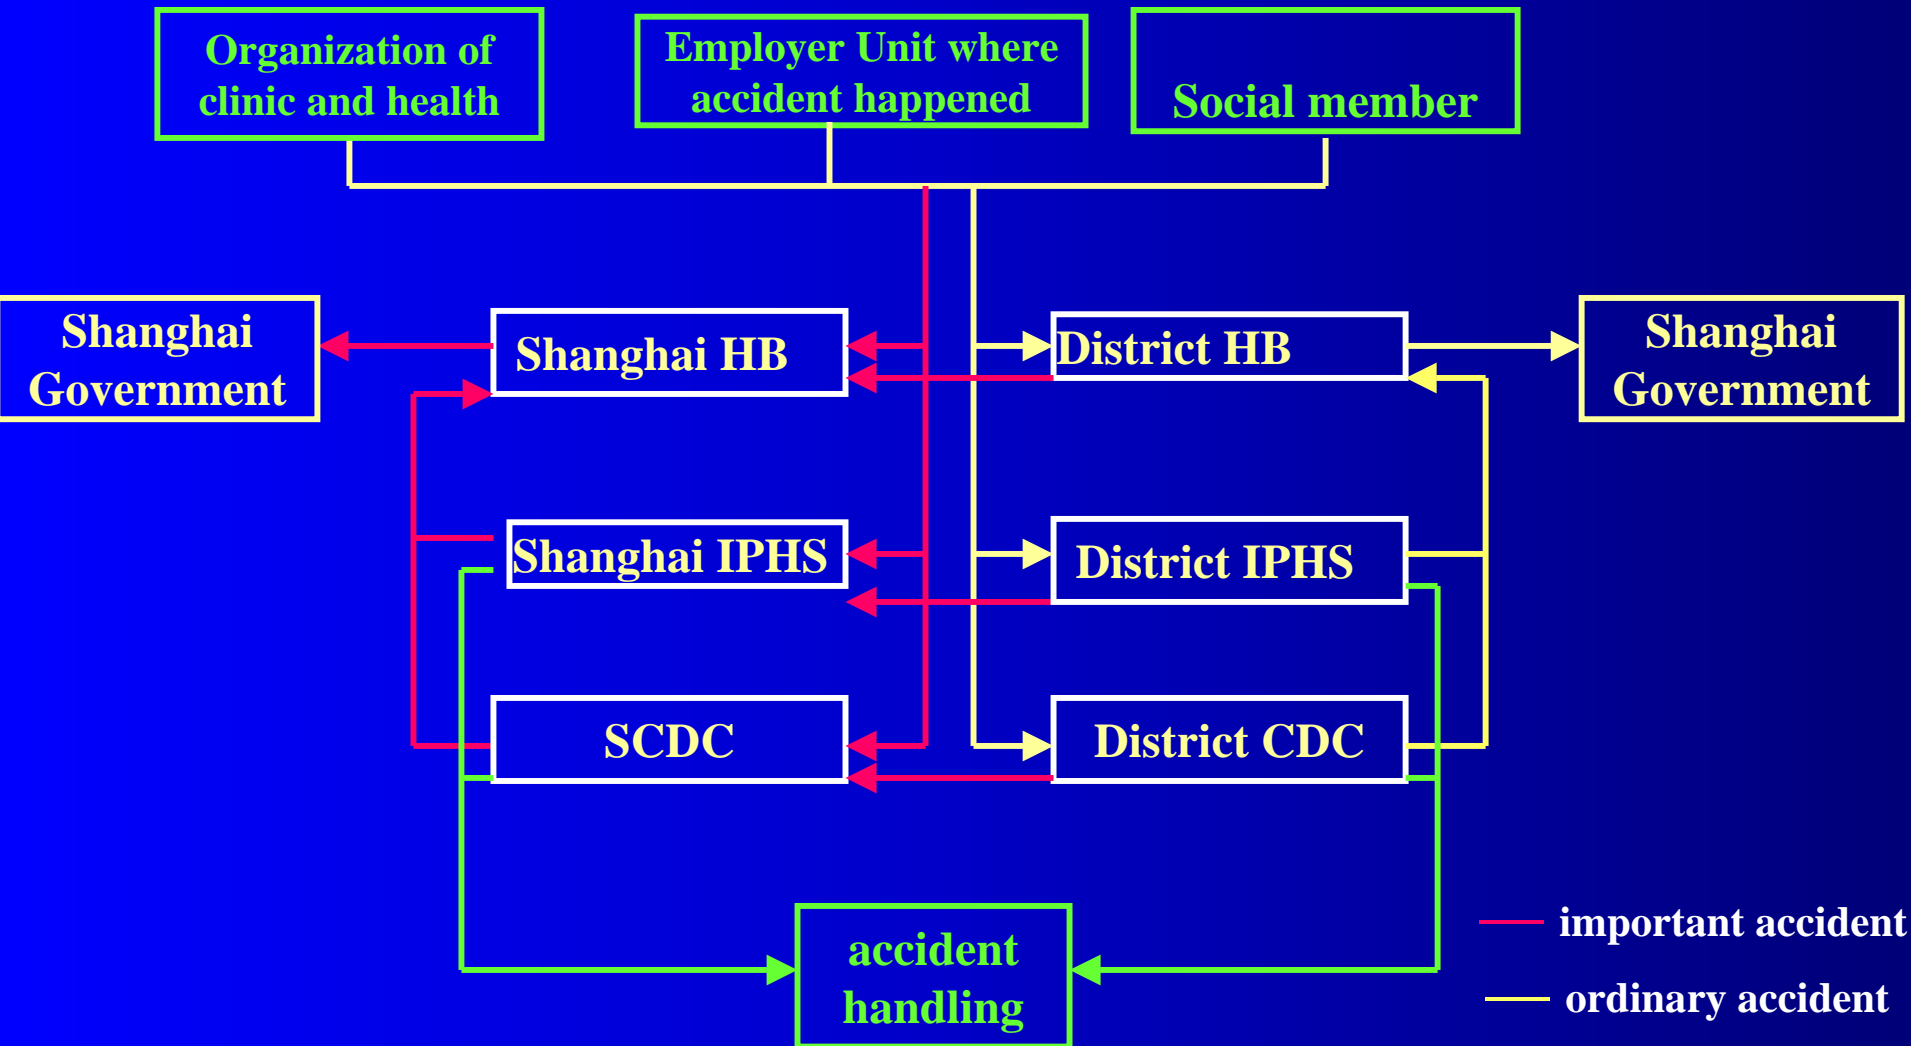 Organization of
clinic and health
Employer Unit where
accident happened
Social member
Shanghai
Government
Shanghai HB
District HB
Shanghai
Government
Shanghai IPHS
District IPHS
SCDC
District CDC
accident
handling
important accident
ordinary accident